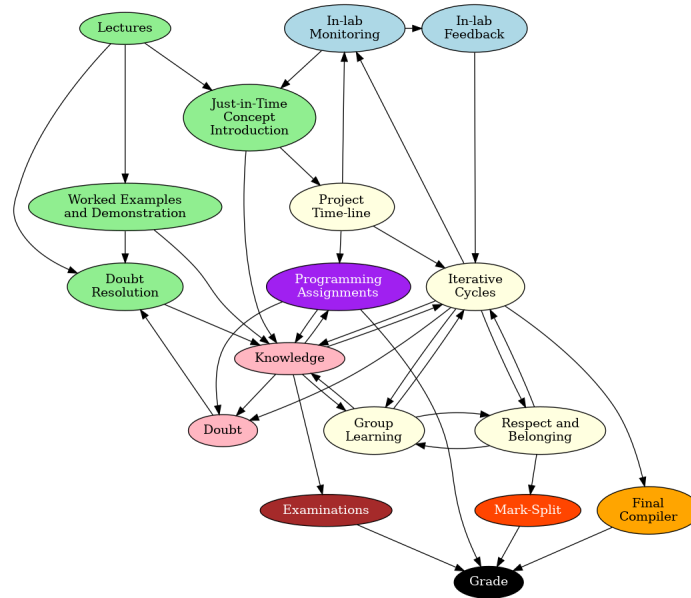 Lectures
In-lab
Monitoring
In-lab
Feedback
Just-in-Time
Concept
Introduction
Worked Examples
and Demonstration
Project
Time-line
Doubt
Resolution
Programming
Assignments
Iterative
Cycles
Knowledge
Doubt
Group
Learning
Respect and
Belonging
Examinations
Mark-Split
Final
Compiler
Grade